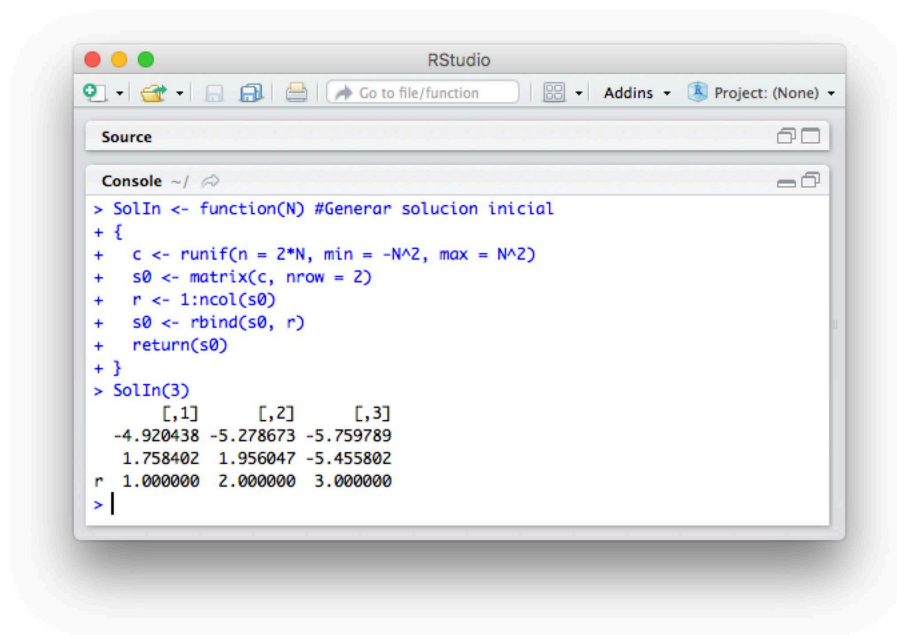 RStudio
Go to file/function
Addins
Project: (None)
Source
Console ~/
> SolIn <- function(N) #Generar solucion inicial
+ {
+   c <- runif(n = 2*N, min = -N^2, max = N^2)
+   s0 <- matrix(c, nrow = 2)
+   r <- 1:ncol(s0)
+   s0 <- rbind(s0, r)
+   return(s0)
+ }
> SolIn(3)
       [,1]      [,2]      [,3]
  -4.920438 -5.278673 -5.759789
   1.758402  1.956047 -5.455802
r  1.000000  2.000000  3.000000
>